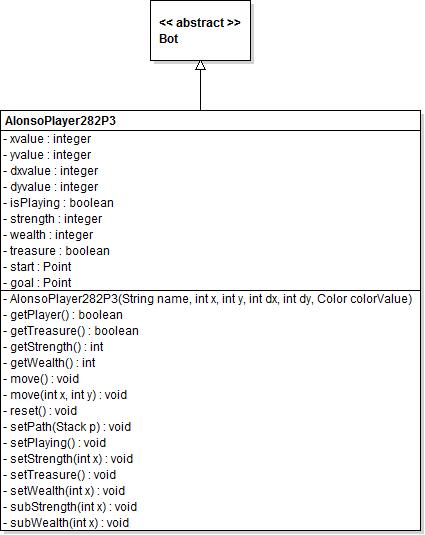 << abstract >>
Bot
AlonsoPlayer282P3
- xvalue : integer
- yvalue : integer
- dxvalue : integer
- dyvalue : integer
- isPlaying : boolean
- strength : integer
- wealth : integer
- treasure : boolean
- start : Point
- goal : Point
- AlonsoPlayer282P3(String name, int x, int y, int dx, int dy, Color colorValue)
- getPlayer() : boolean
- getTreasure() : boolean
- getStrength() : int
- getWealth() : int
- move() : void
- move(int x, int y) : void
- reset() : void
- setPath(Stack p) : void
- setPlaying() : void
- setStrength(int x) : void
- setTreasure() : void
- setWealth(int x) : void
- subStrength(int x) : void
- subWealth(int x) : void